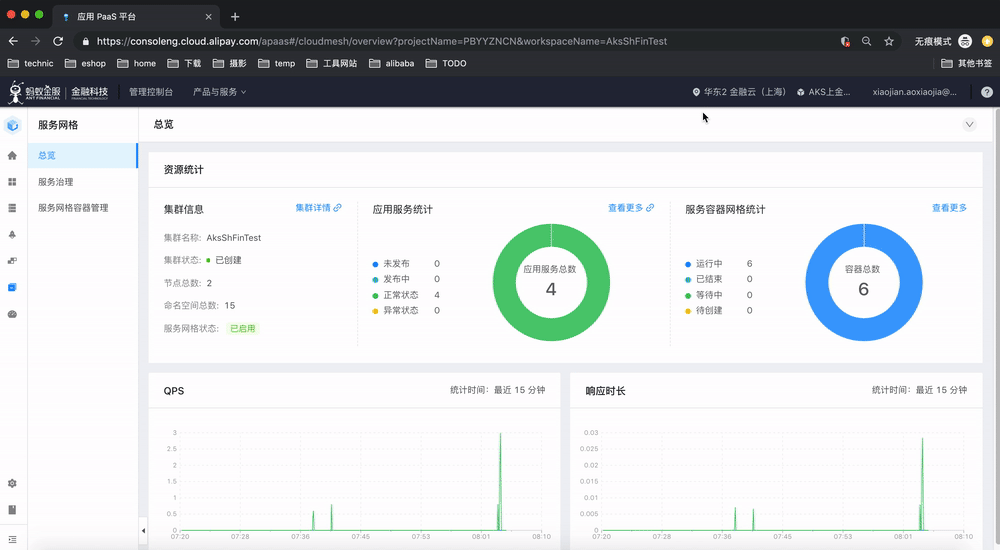 应用 PaaS 平台
https://consoleng.cloud.alipay.com/apaas#/cloudmesh/overview?projectName=PBYYZNCN&workspaceName=AksShFinTest
无痕模式
technic eshop home 下载 摄影 temp 工具网站 alibaba TODO 其他书签
蚂蚁金服 金融科技 管理控制台 产品与服务 华东2 金融云（上海） AKS上金... xiaojian.aoxiaojia@...
ANT FINANCIAL FINANCIAL TECHNOLOGY
服务网格
总览
服务治理
服务网格容器管理
总览
资源统计
集群信息 集群详情
集群名称: AksShFinTest
集群状态: 已创建
节点总数: 2
命名空间总数: 15
服务网格状态: 已启用
应用服务统计 查看更多
未发布 0
发布中 0
正常状态 4
异常状态 0
应用服务总数
4
服务容器网格统计 查看更多
运行中 6
已结束 0
等待中 0
待创建 0
容器总数
6
QPS 统计时间: 最近 15 分钟
3
2.5
2
1.5
1
0.5
0
07:20 07:28 07:36 07:45 07:53 08:01 08:10
响应时长 统计时间: 最近 15 分钟
0.03
0.025
0.02
0.015
0.01
0.005
0
07:20 07:28 07:36 07:45 07:53 08:01 08:10